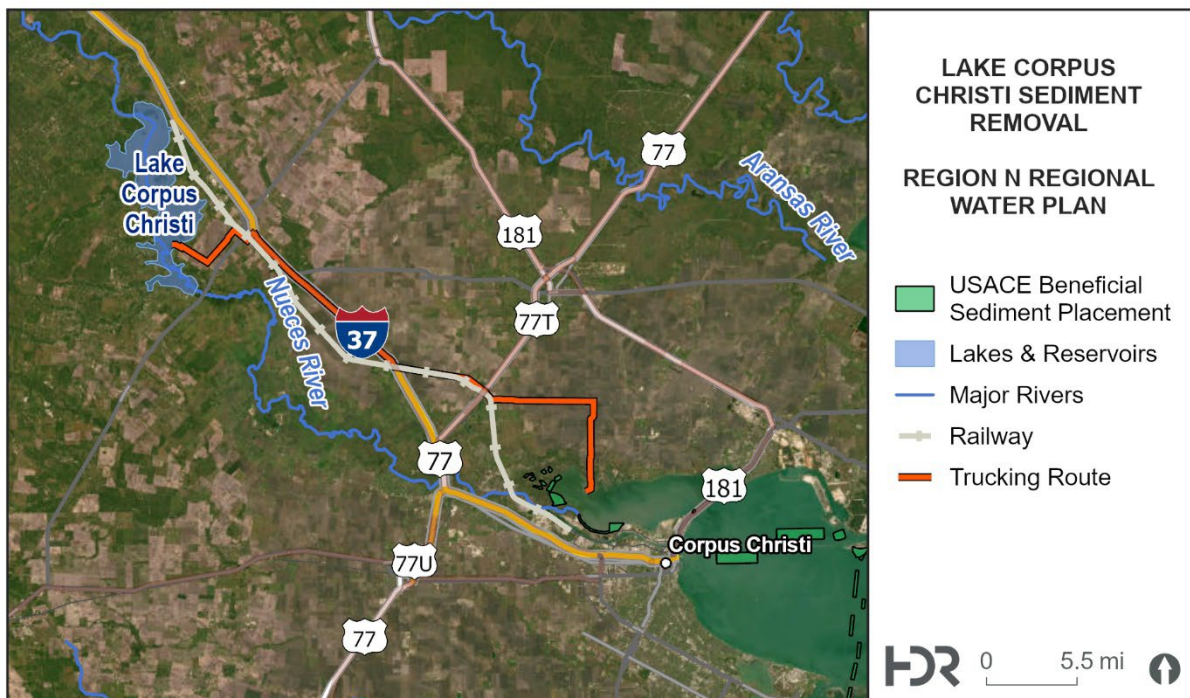 Lake
Corpus
Christi
Nueces River
37
181
77
Aransas River
77T
77
181
77U
77
Corpus Christi
LAKE CORPUS
CHRISTI SEDIMENT
REMOVAL
REGION N REGIONAL
WATER PLAN
USACE Beneficial
Sediment Placement
Lakes & Reservoirs
Major Rivers
Railway
Trucking Route
HDR
0 5.5 mi